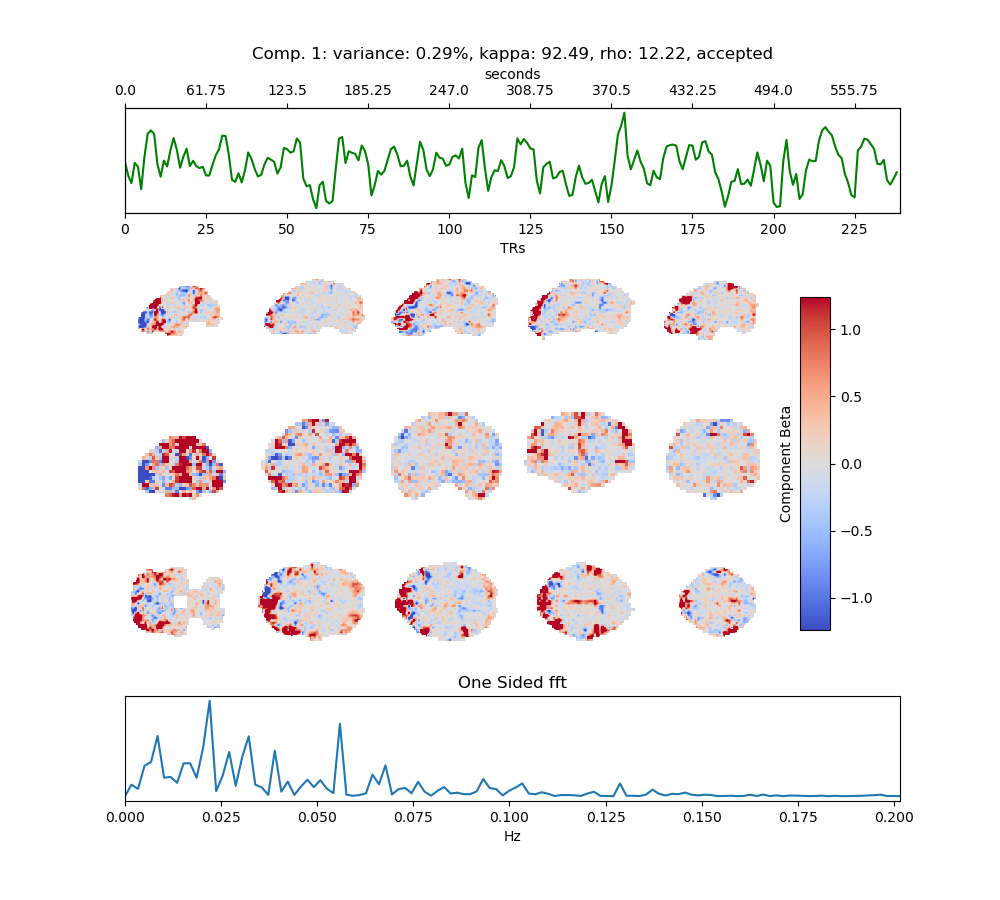 Comp. 1: variance: 0.29%, kappa: 92.49, rho: 12.22, accepted
seconds
0.0 61.75 123.5 185.25 247.0 308.75 370.5 432.25 494.0 555.75
0 25 50 75 100 125 150 175 200 225
TRs
1.0
0.5
0.0
−0.5
−1.0
Component Beta
One Sided fft
0.000 0.025 0.050 0.075 0.100 0.125 0.150 0.175 0.200
Hz